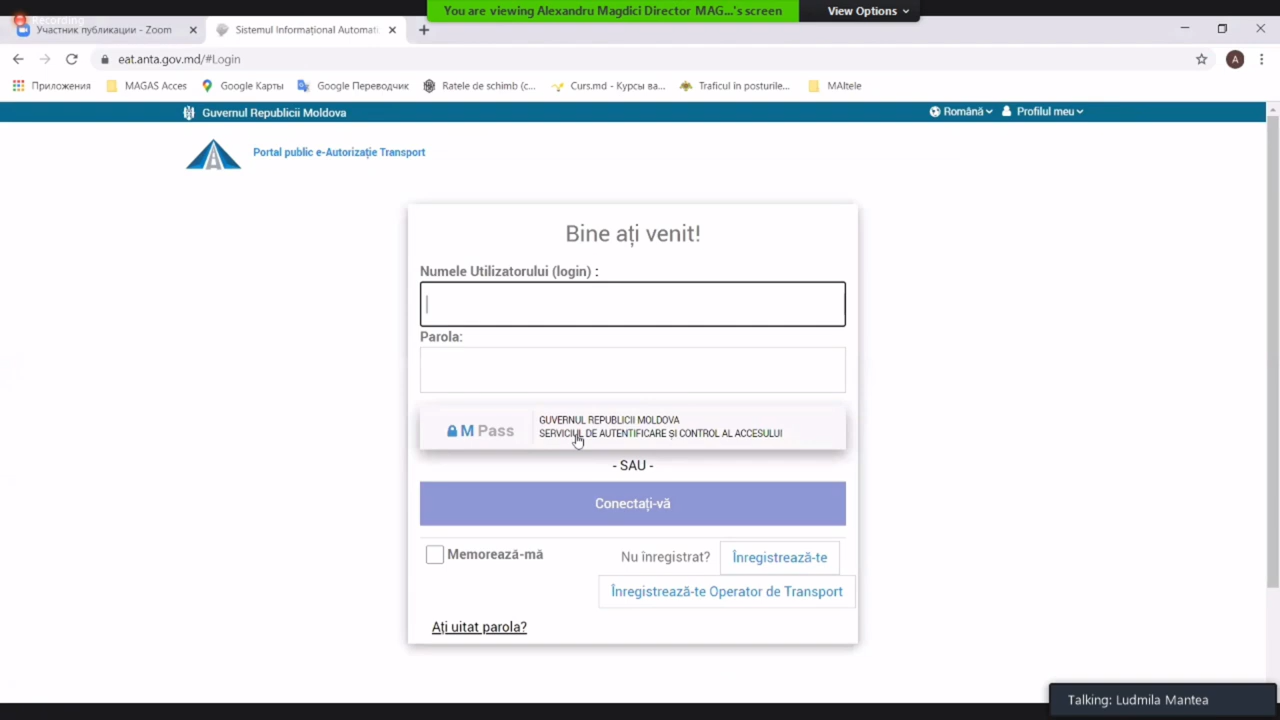 You are viewing Alexandru Magdici Director MAG...'s screen
View Options
Recording
Участник публикации - Zoom
Sistemul Informațional Automat
eat.anta.gov.md/#Login
A
Приложения
MAGAS Acces
Google Карты
Google Переводчик
Ratele de schimb (c...
Curs.md - Курсы ва...
Traficul în posturile...
MAItele
Guvernul Republicii Moldova
Română
Profilul meu
Portal public e-Autorizație Transport
Bine ați venit!
Numele Utilizatorului (login) :
Parola:
M Pass
GUVERNUL REPUBLICII MOLDOVA
SERVICIUL DE AUTENTIFICARE ȘI CONTROL AL ACCESULUI
- SAU -
Conectați-vă
Memorează-mă
Nu înregistrat?
Înregistrează-te
Înregistrează-te Operator de Transport
Ați uitat parola?
Talking: Ludmila Mantea